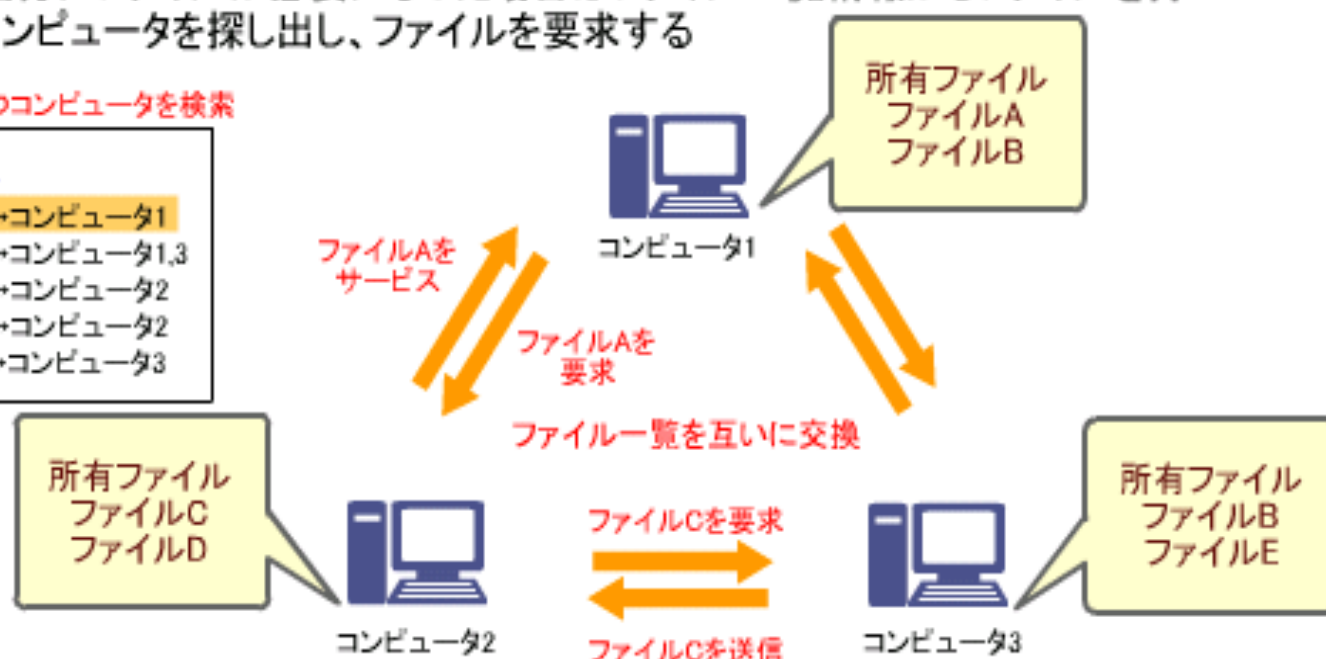 ンピュータを探し出し、ファイルを要求する
コンピュータを検索
→コンピュータ1
→コンピュータ1,3
→コンピュータ2
→コンピュータ2
→コンピュータ3
所有ファイル
ファイルA
ファイルB
コンピュータ1
ファイルAを
サービス
ファイルAを
要求
ファイル一覧を互いに交換
所有ファイル
ファイルC
ファイルD
コンピュータ2
ファイルCを要求
ファイルCを送信
所有ファイル
ファイルB
ファイルE
コンピュータ3